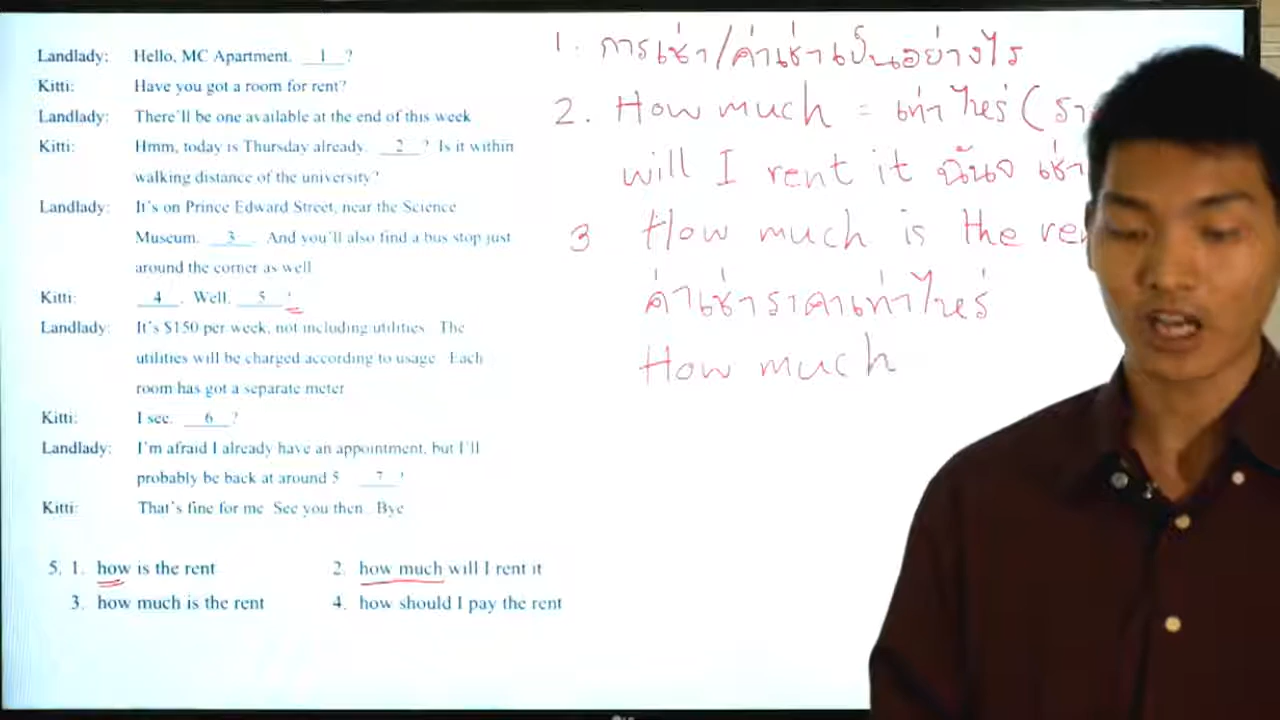 Landlady: Hello, MC Apartment. 1 ?
Kitti: Have you got a room for rent?
Landlady: There'll be one available at the end of this week
Kitti: Hmm, today is Thursday already. 2 ? Is it within
walking distance of the university?
Landlady: It's on Prince Edward Street, near the Science
Museum. 3 . And you'll also find a bus stop just
around the corner as well
Kitti: 4 . Well, 5 ?
Landlady: It's $150 per week, not including utilities. The
utilities will be charged according to usage. Each
room has got a separate meter
Kitti: I see. 6 ?
Landlady: I'm afraid I already have an appointment, but I'll
probably be back at around 5 7 ?
Kitti: That's fine for me. See you then. Bye
5. 1. how is the rent 2. how much will I rent it
3. how much is the rent 4. how should I pay the rent
1. การเช่า/ค่าเช่าเป็นอย่างไร
2. How much = เท่าไหร่ (
will I rent it ฉันจ เช่า
3 How much is the
ค่าเช่าราคาเท่าไหร่
How much